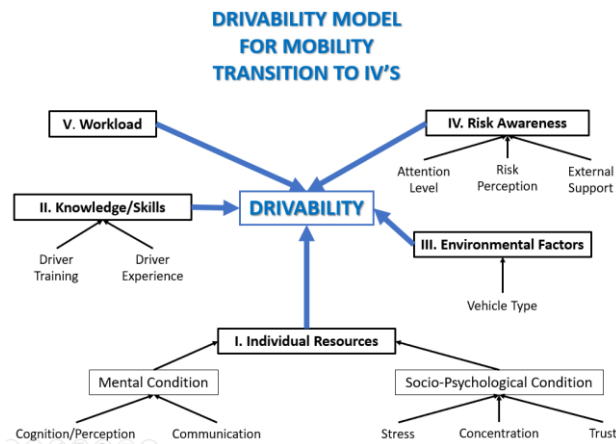 DRIVABILITY MODEL
FOR MOBILITY
TRANSITION TO IV'S
V. Workload
IV. Risk Awareness
Attention
Level
Risk
Perception
External
Support
DRIVABILITY
II. Knowledge/Skills
Driver
Training
Driver
Experience
III. Environmental Factors
Vehicle Type
I. Individual Resources
Mental Condition
Socio-Psychological Condition
Cognition/Perception
Communication
Stress
Concentration
Trust